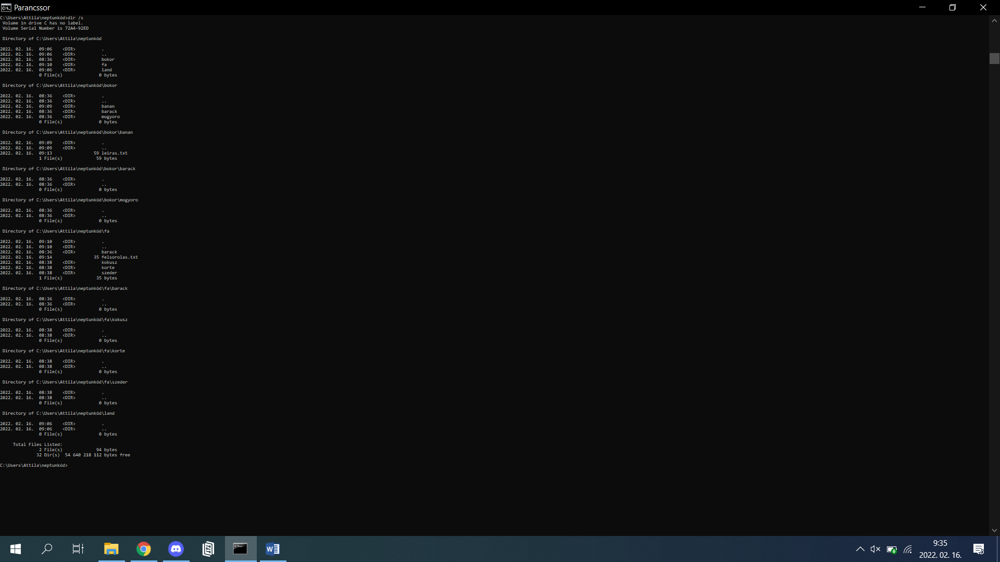 Parancssor
C:\Users\Attila\neptunkód>dir /s
Volume in drive C has no label.
Volume Serial Number is 72A4-92ED
Directory of C:\Users\Attila\neptunkód
2022. 02. 16.  09:06    <DIR>          .
2022. 02. 16.  09:06    <DIR>          ..
2022. 02. 16.  08:36    <DIR>          bokor
2022. 02. 16.  09:10    <DIR>          fa
2022. 02. 16.  09:06    <DIR>          land
0 File(s)              0 bytes
Directory of C:\Users\Attila\neptunkód\bokor
2022. 02. 16.  08:36    <DIR>          .
2022. 02. 16.  08:36    <DIR>          ..
2022. 02. 16.  09:09    <DIR>          banan
2022. 02. 16.  08:36    <DIR>          barack
2022. 02. 16.  08:36    <DIR>          mogyoro
0 File(s)              0 bytes
Directory of C:\Users\Attila\neptunkód\bokor\banan
2022. 02. 16.  09:09    <DIR>          .
2022. 02. 16.  09:09    <DIR>          ..
2022. 02. 16.  09:13                59 leiras.txt
1 File(s)             59 bytes
Directory of C:\Users\Attila\neptunkód\bokor\barack
2022. 02. 16.  08:36    <DIR>          .
2022. 02. 16.  08:36    <DIR>          ..
0 File(s)              0 bytes
Directory of C:\Users\Attila\neptunkód\bokor\mogyoro
2022. 02. 16.  08:36    <DIR>          .
2022. 02. 16.  08:36    <DIR>          ..
0 File(s)              0 bytes
Directory of C:\Users\Attila\neptunkód\fa
2022. 02. 16.  09:10    <DIR>          .
2022. 02. 16.  09:10    <DIR>          ..
2022. 02. 16.  08:36    <DIR>          barack
2022. 02. 16.  09:14                35 felsorolas.txt
2022. 02. 16.  08:38    <DIR>          kokusz
2022. 02. 16.  08:38    <DIR>          korte
2022. 02. 16.  08:38    <DIR>          szeder
1 File(s)             35 bytes
Directory of C:\Users\Attila\neptunkód\fa\barack
2022. 02. 16.  08:36    <DIR>          .
2022. 02. 16.  08:36    <DIR>          ..
0 File(s)              0 bytes
Directory of C:\Users\Attila\neptunkód\fa\kokusz
2022. 02. 16.  08:38    <DIR>          .
2022. 02. 16.  08:38    <DIR>          ..
0 File(s)              0 bytes
Directory of C:\Users\Attila\neptunkód\fa\korte
2022. 02. 16.  08:38    <DIR>          .
2022. 02. 16.  08:38    <DIR>          ..
0 File(s)              0 bytes
Directory of C:\Users\Attila\neptunkód\fa\szeder
2022. 02. 16.  08:38    <DIR>          .
2022. 02. 16.  08:38    <DIR>          ..
0 File(s)              0 bytes
Directory of C:\Users\Attila\neptunkód\land
2022. 02. 16.  09:06    <DIR>          .
2022. 02. 16.  09:06    <DIR>          ..
0 File(s)              0 bytes
Total Files Listed:
2 File(s)             94 bytes
32 Dir(s)  54 640 218 112 bytes free
C:\Users\Attila\neptunkód>
9:35
2022. 02. 16.